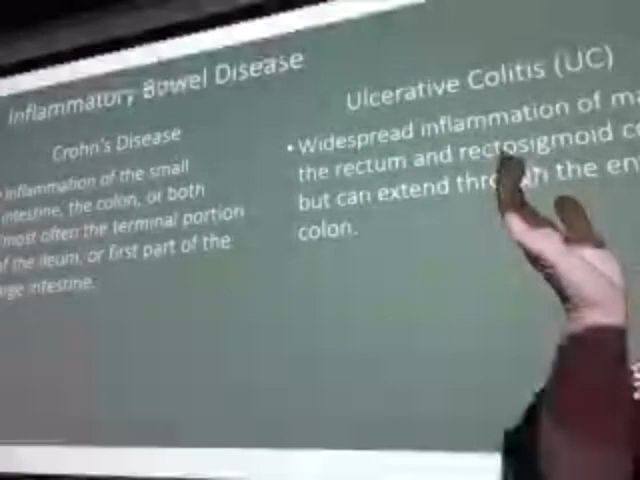 Inflammatory Bowel Disease
Crohn's Disease
Inflammation of the small
intestine, the colon, or both
most often the terminal portion
of the ileum, or first part of the
intestine.
Ulcerative Colitis (UC)
• Widespread inflammation of
the rectum and rectosigmoid
but can extend through the
colon.